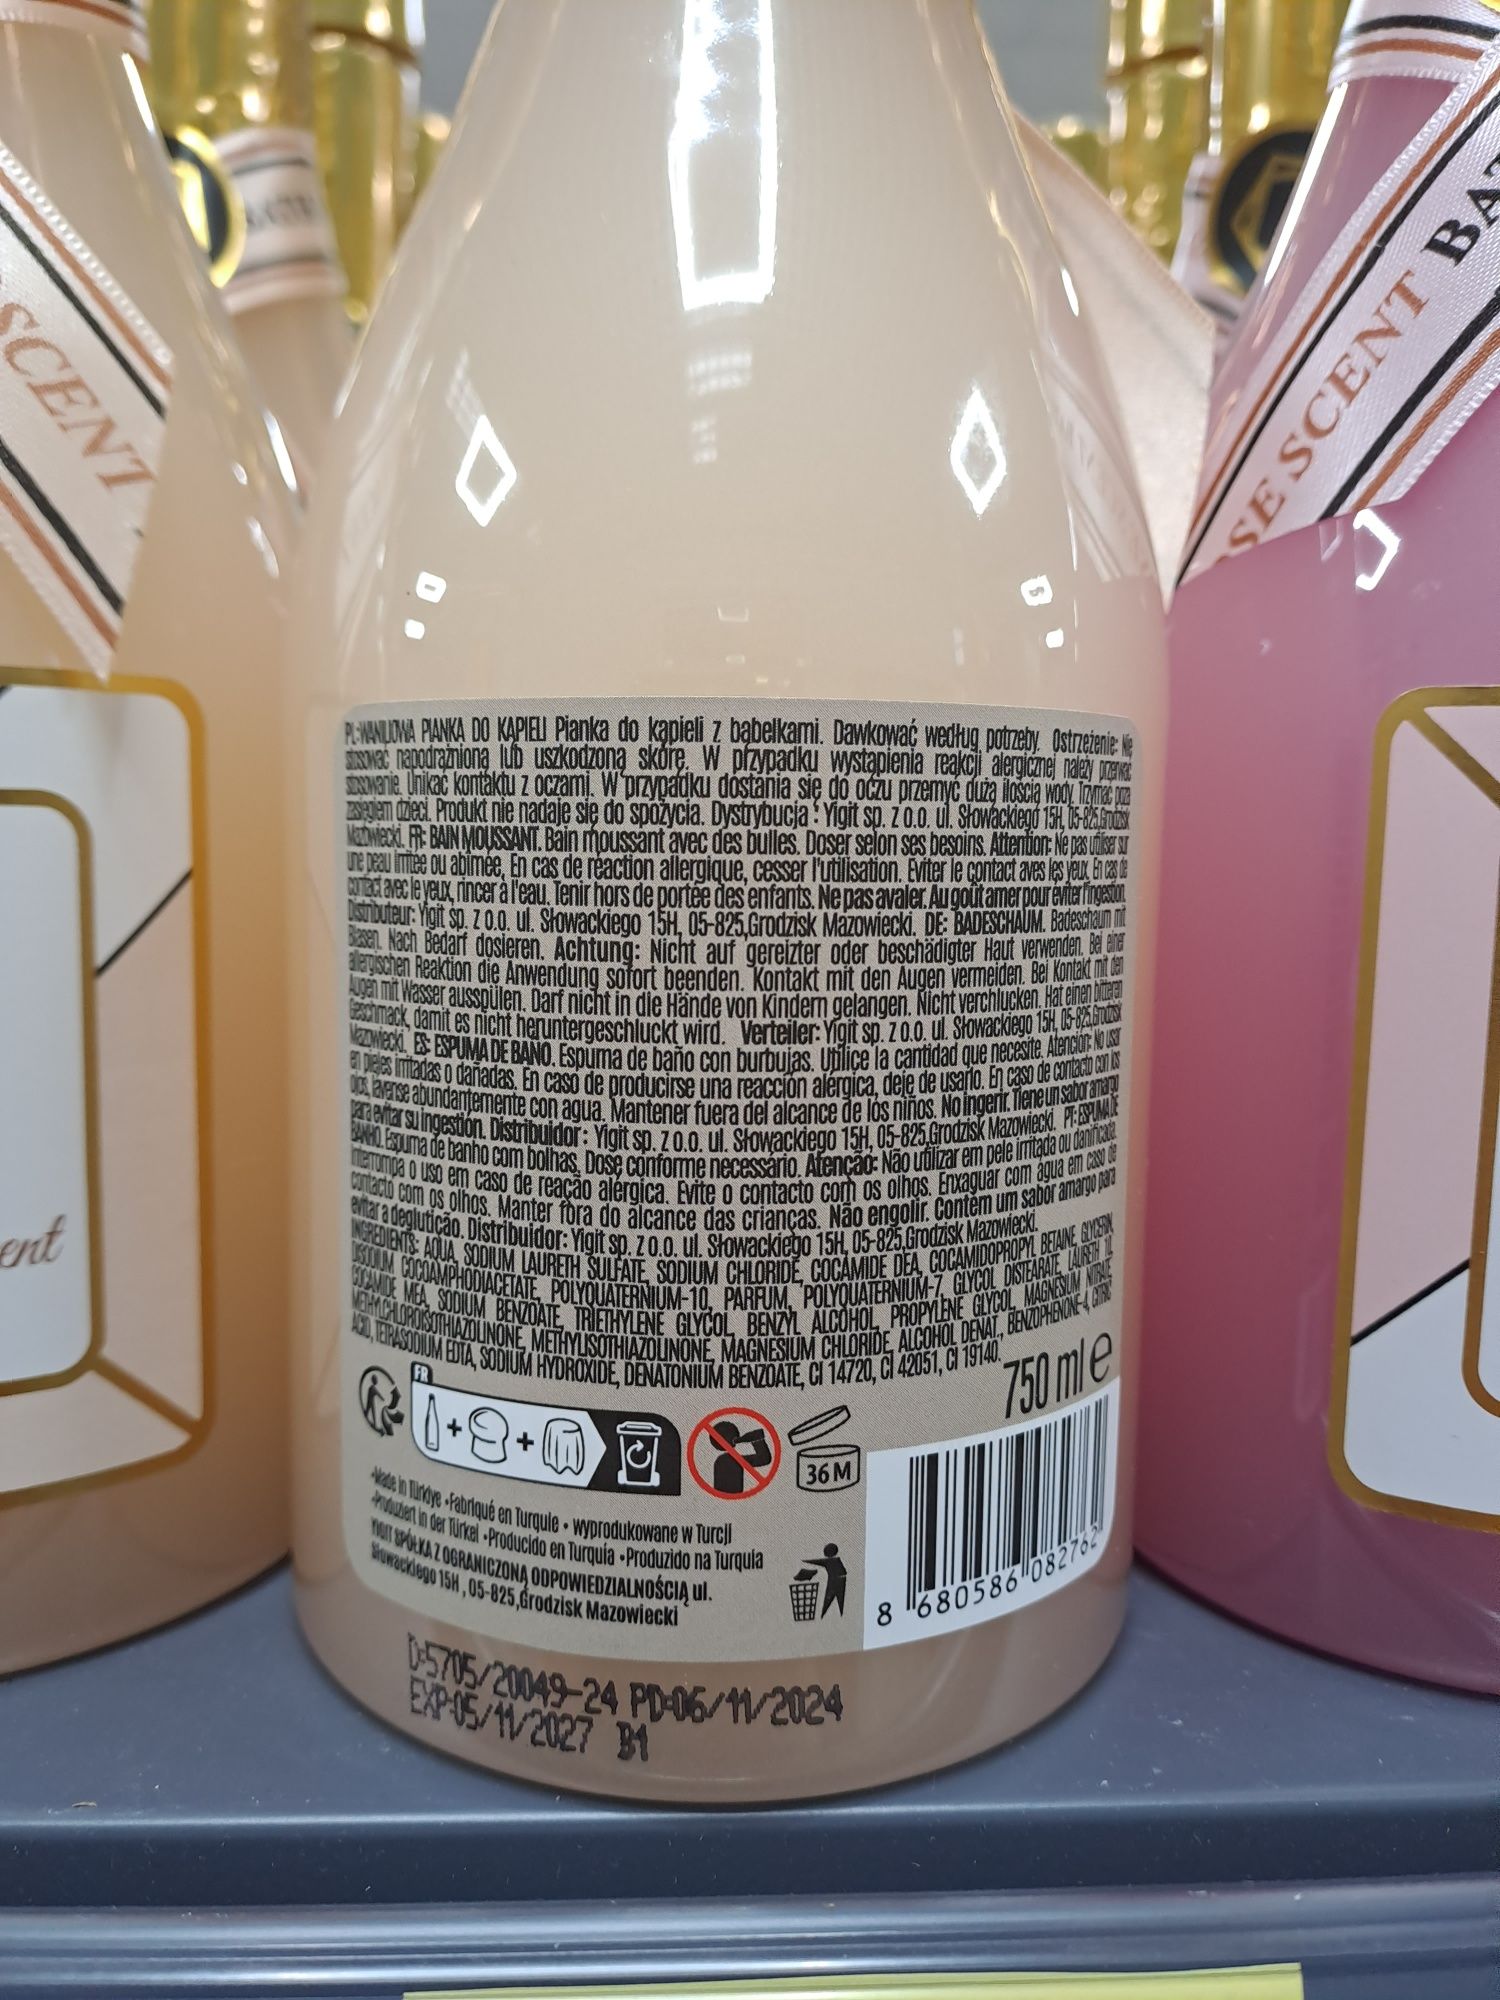 SCENT
BATH
BAT
OSE SCENT
ent
PL:WANILIOWA PIANKA DO KĄPIELI Pianka do kąpieli z bąbelkami. Dawkować według potrzeby. Ostrzeżenie: Nie
stosować napodrażnioną lub uszkodzoną skórę. W przypadku wystąpienia reakcji alergicznej należy przerwać
stosowanie. Unikać kontaktu z oczami. W przypadku dostania się do oczu przemyć dużą ilością wody. Trzymać poza
zasięgiem dzieci. Produkt nie nadaje się do spożycia. Dystrybucja : Yigit sp. z o.o. ul. Słowackiego 15H, 05-825,Grodzisk
Mazowiecki. FR: BAIN MOUSSANT. Bain moussant avec des bulles. Doser selon ses besoins. Attention: Ne pas utiliser sur
une peau irritée ou abimée, En cas de réaction allergique, cesser l'utilisation. Eviter le contact aves les yeux. En cas de
contact avec le yeux, rincer à l'eau. Tenir hors de portée des enfants. Ne pas avaler. Au goût amer pour éviter l'ingestion.
Distributeur: Yigit sp. z o.o. ul. Słowackiego 15H, 05-825,Grodzisk Mazowiecki. DE: BADESCHAUM. Badeschaum mit
Blasen. Nach Bedarf dosieren. Achtung: Nicht auf gereizter oder beschädigter Haut verwenden. Bei einer
allergischen Reaktion die Anwendung sofort beenden. Kontakt mit den Augen vermeiden. Bei Kontakt mit den
Augen mit Wasser ausspülen. Darf nicht in die Hände von Kindern gelangen. Nicht verchlucken. Hat einen bitteren
Geschmack, damit es nicht heruntergeschluckt wird. Verteiler: Yigit sp. z o.o. ul. Słowackiego 15H, 05-825,Grodzisk
Mazowiecki. ES: ESPUMA DE BANO. Espuma de baño con burbujas. Utilice la cantidad que necesite. Atención: No usar
en pieles irritadas o dañadas. En caso de producirse una reacción alérgica, deje de usarlo. En caso de contacto con los
ojos, lavense abundantemente con agua. Mantener fuera del alcance de los niños. No ingerir. Tiene un sabor amargo
para evitar su ingestión. Distribuidor: Yigit sp. z o.o. ul. Słowackiego 15H, 05-825,Grodzisk Mazowiecki. PT: ESPUMA DE
BANHO. Espuma de banho com bolhas, Dose conforme necessário. Atenção: Não utilizar em pele irritada ou danificada.
Interrompa o uso em caso de reação alérgica. Evite o contacto com os olhos. Enxaguar com água em caso de
contacto com os olhos. Manter fora do alcance das crianças. Não engolir. Contém um sabor amargo para
evitar a deglutição. Distribuidor: Yigit sp. z o.o. ul. Słowackiego 15H, 05-825,Grodzisk Mazowiecki.
INGREDIENTS: AQUA, SODIUM LAURETH SULFATE, SODIUM CHLORIDE, COCAMIDE DEA, COCAMIDOPROPYL BETAINE, GLYCERIN,
DISODIUM COCOAMPHODIACETATE, POLYQUATERNIUM-10, PARFUM, POLYQUATERNIUM-7, GLYCOL DISTEARATE, LAURETH 10,
COCAMIDE MEA, SODIUM BENZOATE, TRIETHYLENE GLYCOL, BENZYL ALCOHOL, PROPYLENE GLYCOL, MAGNESIUM NITRATE,
METHYLCHLOROISOTHIAZOLINONE, METHYLISOTHIAZOLINONE, MAGNESIUM CHLORIDE, ALCOHOL DENAT., BENZOPHENONE-4, CITRIC
ACID, TETRASODIUM EDTA, SODIUM HYDROXIDE, DENATONIUM BENZOATE, CI 14720, CI 42051, CI 19140.
750 ml e
FR
36 M
•Made in Türkiye •Fabriqué en Turquie • wyprodukowane w Turcji
•Produziert in der Türkei •Producido en Turquía •Produzido na Turquia
YIGIT SPÓŁKA Z OGRANICZONĄ ODPOWIEDZIALNOŚCIĄ ul.
Słowackiego 15H , 05-825,Grodzisk Mazowiecki
8 680586 082762
D:5705/20049-24 PD:06/11/2024
EXP:05/11/2027 B1